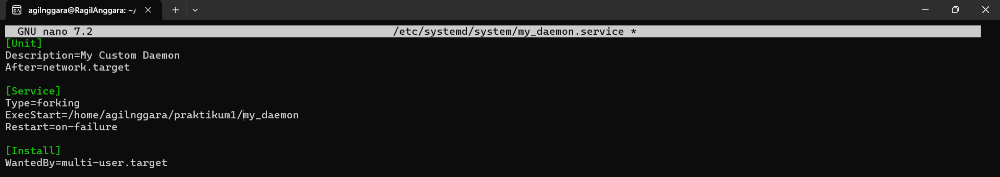 agilnggara@RagilAnggara: ~/
GNU nano 7.2 /etc/systemd/system/my_daemon.service *
[Unit]
Description=My Custom Daemon
After=network.target
[Service]
Type=forking
ExecStart=/home/agilnggara/praktikum1/my_daemon
Restart=on-failure
[Install]
WantedBy=multi-user.target